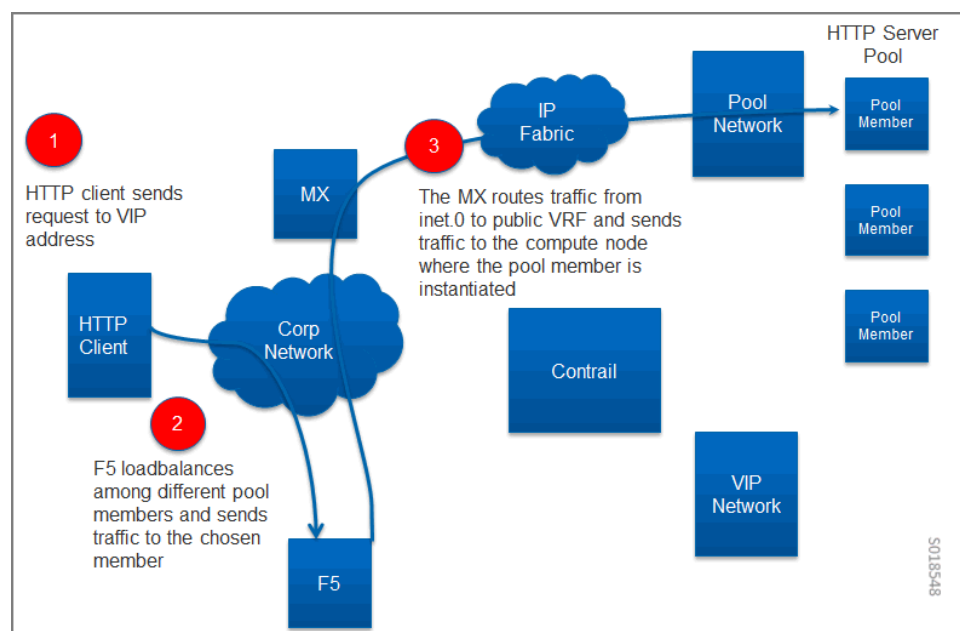 HTTP Server
Pool
Pool
Member
Pool
Member
Pool
Member
Pool
Network
IP
Fabric
1
HTTP client sends
request to VIP
address
MX
3
The MX routes traffic from
inet.0 to public VRF and sends
traffic to the compute node
where the pool member is
instantiated
HTTP
Client
Corp
Network
Contrail
2
F5 loadbalances
among different pool
members and sends
traffic to the chosen
member
F5
VIP
Network
S018548